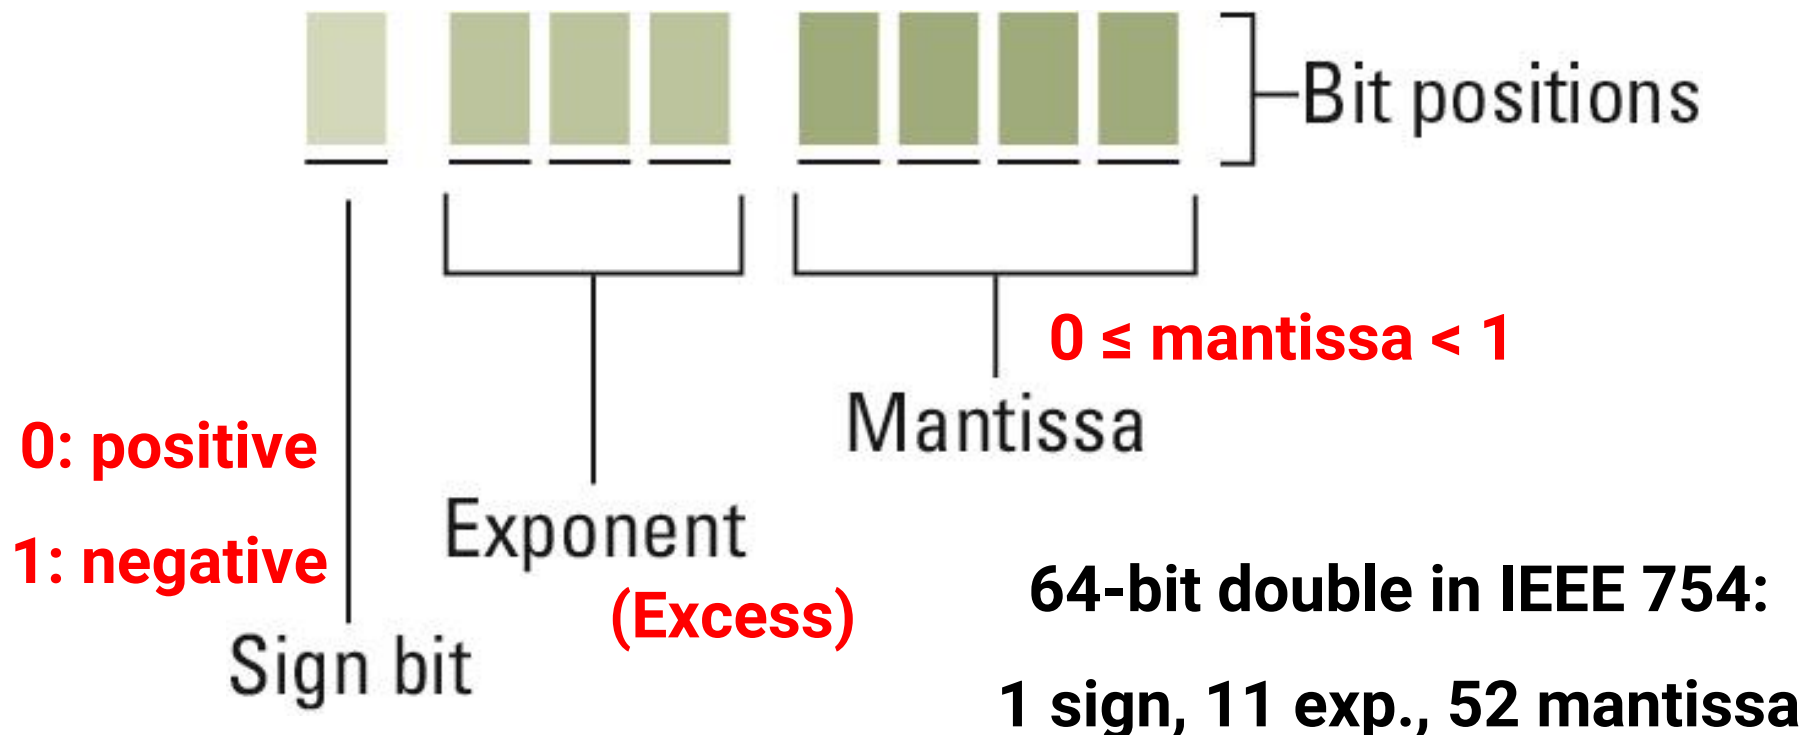 Bit positions
0 ≤ mantissa < 1
Mantissa
0: positive
Exponent
1: negative
(Excess)
64-bit double in IEEE 754:
Sign bit
1 sign, 11 exp., 52 mantissa